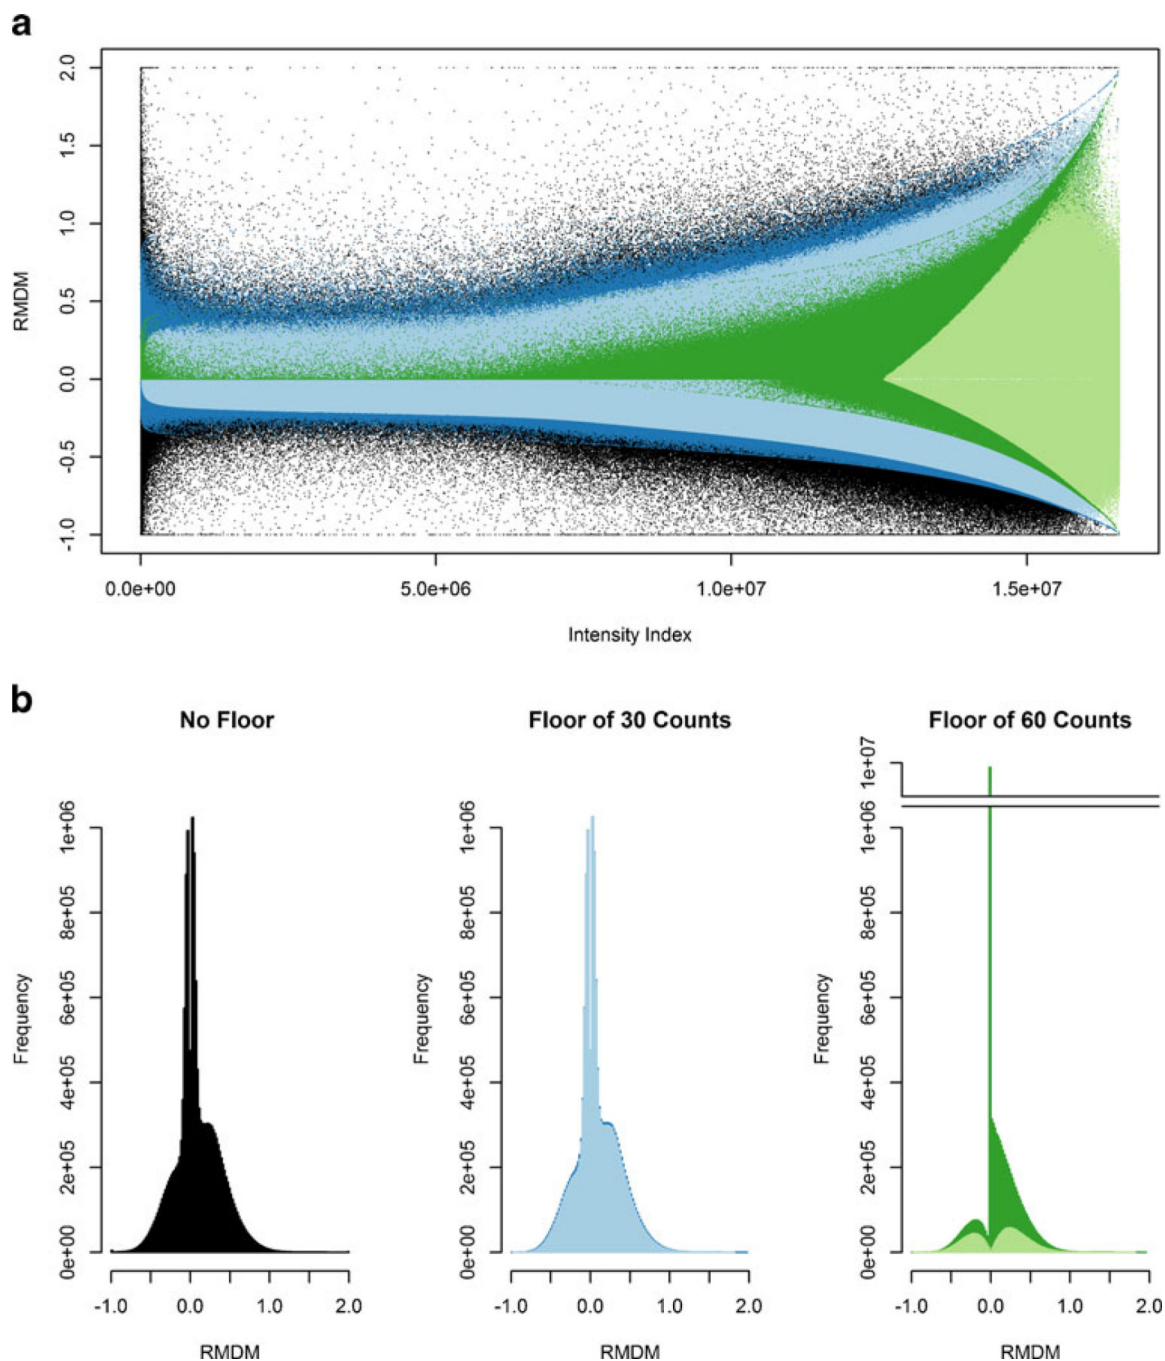 a
2.0
1.5
1.0
0.5
0.0
-0.5
-1.0
RMDM
0.0e+00 5.0e+06 1.0e+07 1.5e+07
Intensity Index
b
No Floor Floor of 30 Counts Floor of 60 Counts
1e+07
1e+06 1e+06 1e+06
8e+05 8e+05 8e+05
6e+05 6e+05 6e+05
4e+05 4e+05 4e+05
2e+05 2e+05 2e+05
0e+00 0e+00 0e+00
Frequency Frequency Frequency
-1.0 0.0 1.0 2.0 -1.0 0.0 1.0 2.0 -1.0 0.0 1.0 2.0
RMDM RMDM RMDM